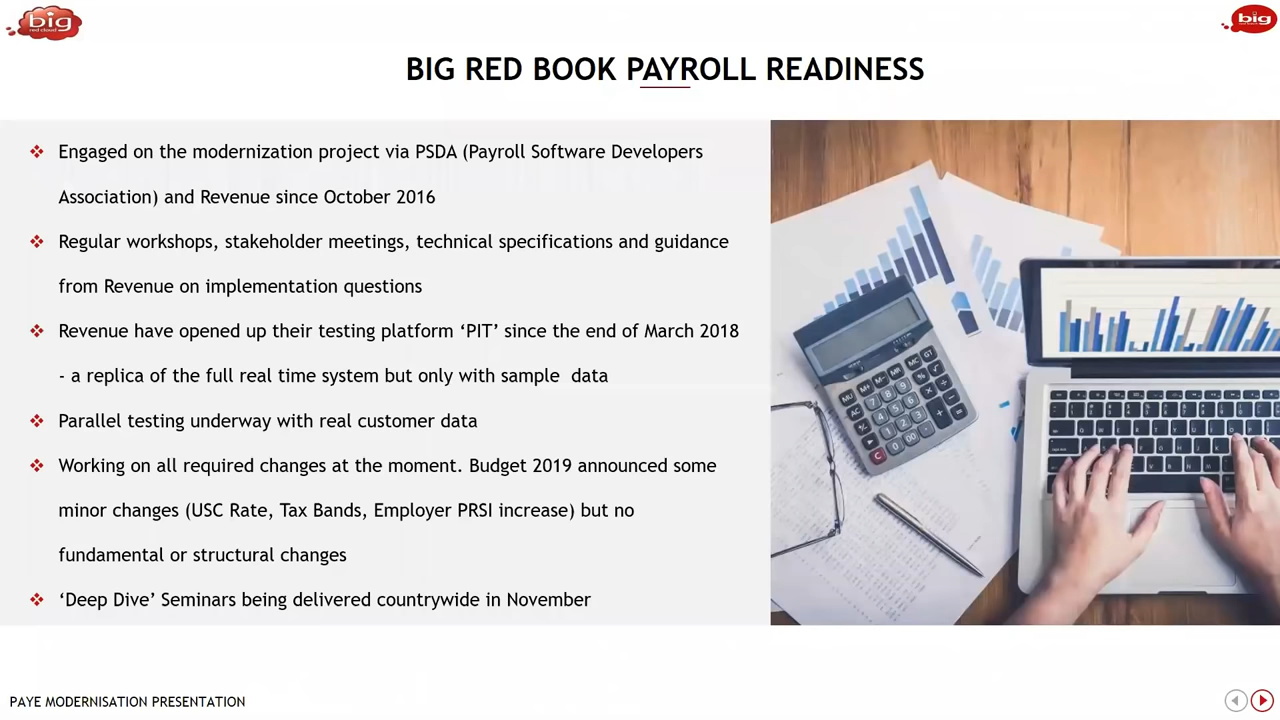 big
red cloud
big
BIG RED BOOK PAYROLL READINESS
Engaged on the modernization project via PSDA (Payroll Software Developers
Association) and Revenue since October 2016
Regular workshops, stakeholder meetings, technical specifications and guidance
from Revenue on implementation questions
Revenue have opened up their testing platform ‘PIT’ since the end of March 2018
- a replica of the full real time system but only with sample  data
Parallel testing underway with real customer data
Working on all required changes at the moment. Budget 2019 announced some
minor changes (USC Rate, Tax Bands, Employer PRSI increase) but no
fundamental or structural changes
‘Deep Dive’ Seminars being delivered countrywide in November
PAYE MODERNISATION PRESENTATION